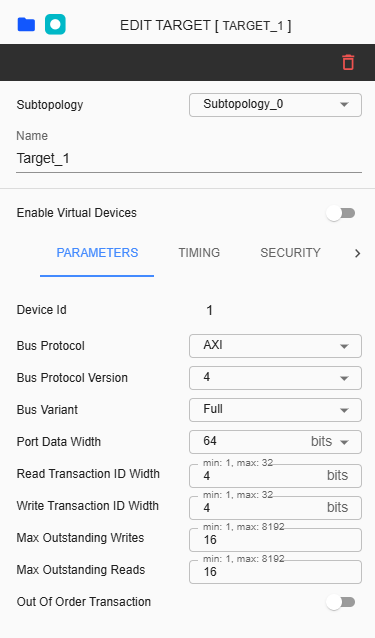 EDIT TARGET [ TARGET_1 ]
Subtopology Subtopology_0
Name
Target_1
Enable Virtual Devices
PARAMETERS TIMING SECURITY
Device Id 1
Bus Protocol AXI
Bus Protocol Version 4
Bus Variant Full
Port Data Width 64 bits
min: 1, max: 32
Read Transaction ID Width 4 bits
min: 1, max: 32
Write Transaction ID Width 4 bits
min: 1, max: 8192
Max Outstanding Writes 16
min: 1, max: 8192
Max Outstanding Reads 16
Out Of Order Transaction